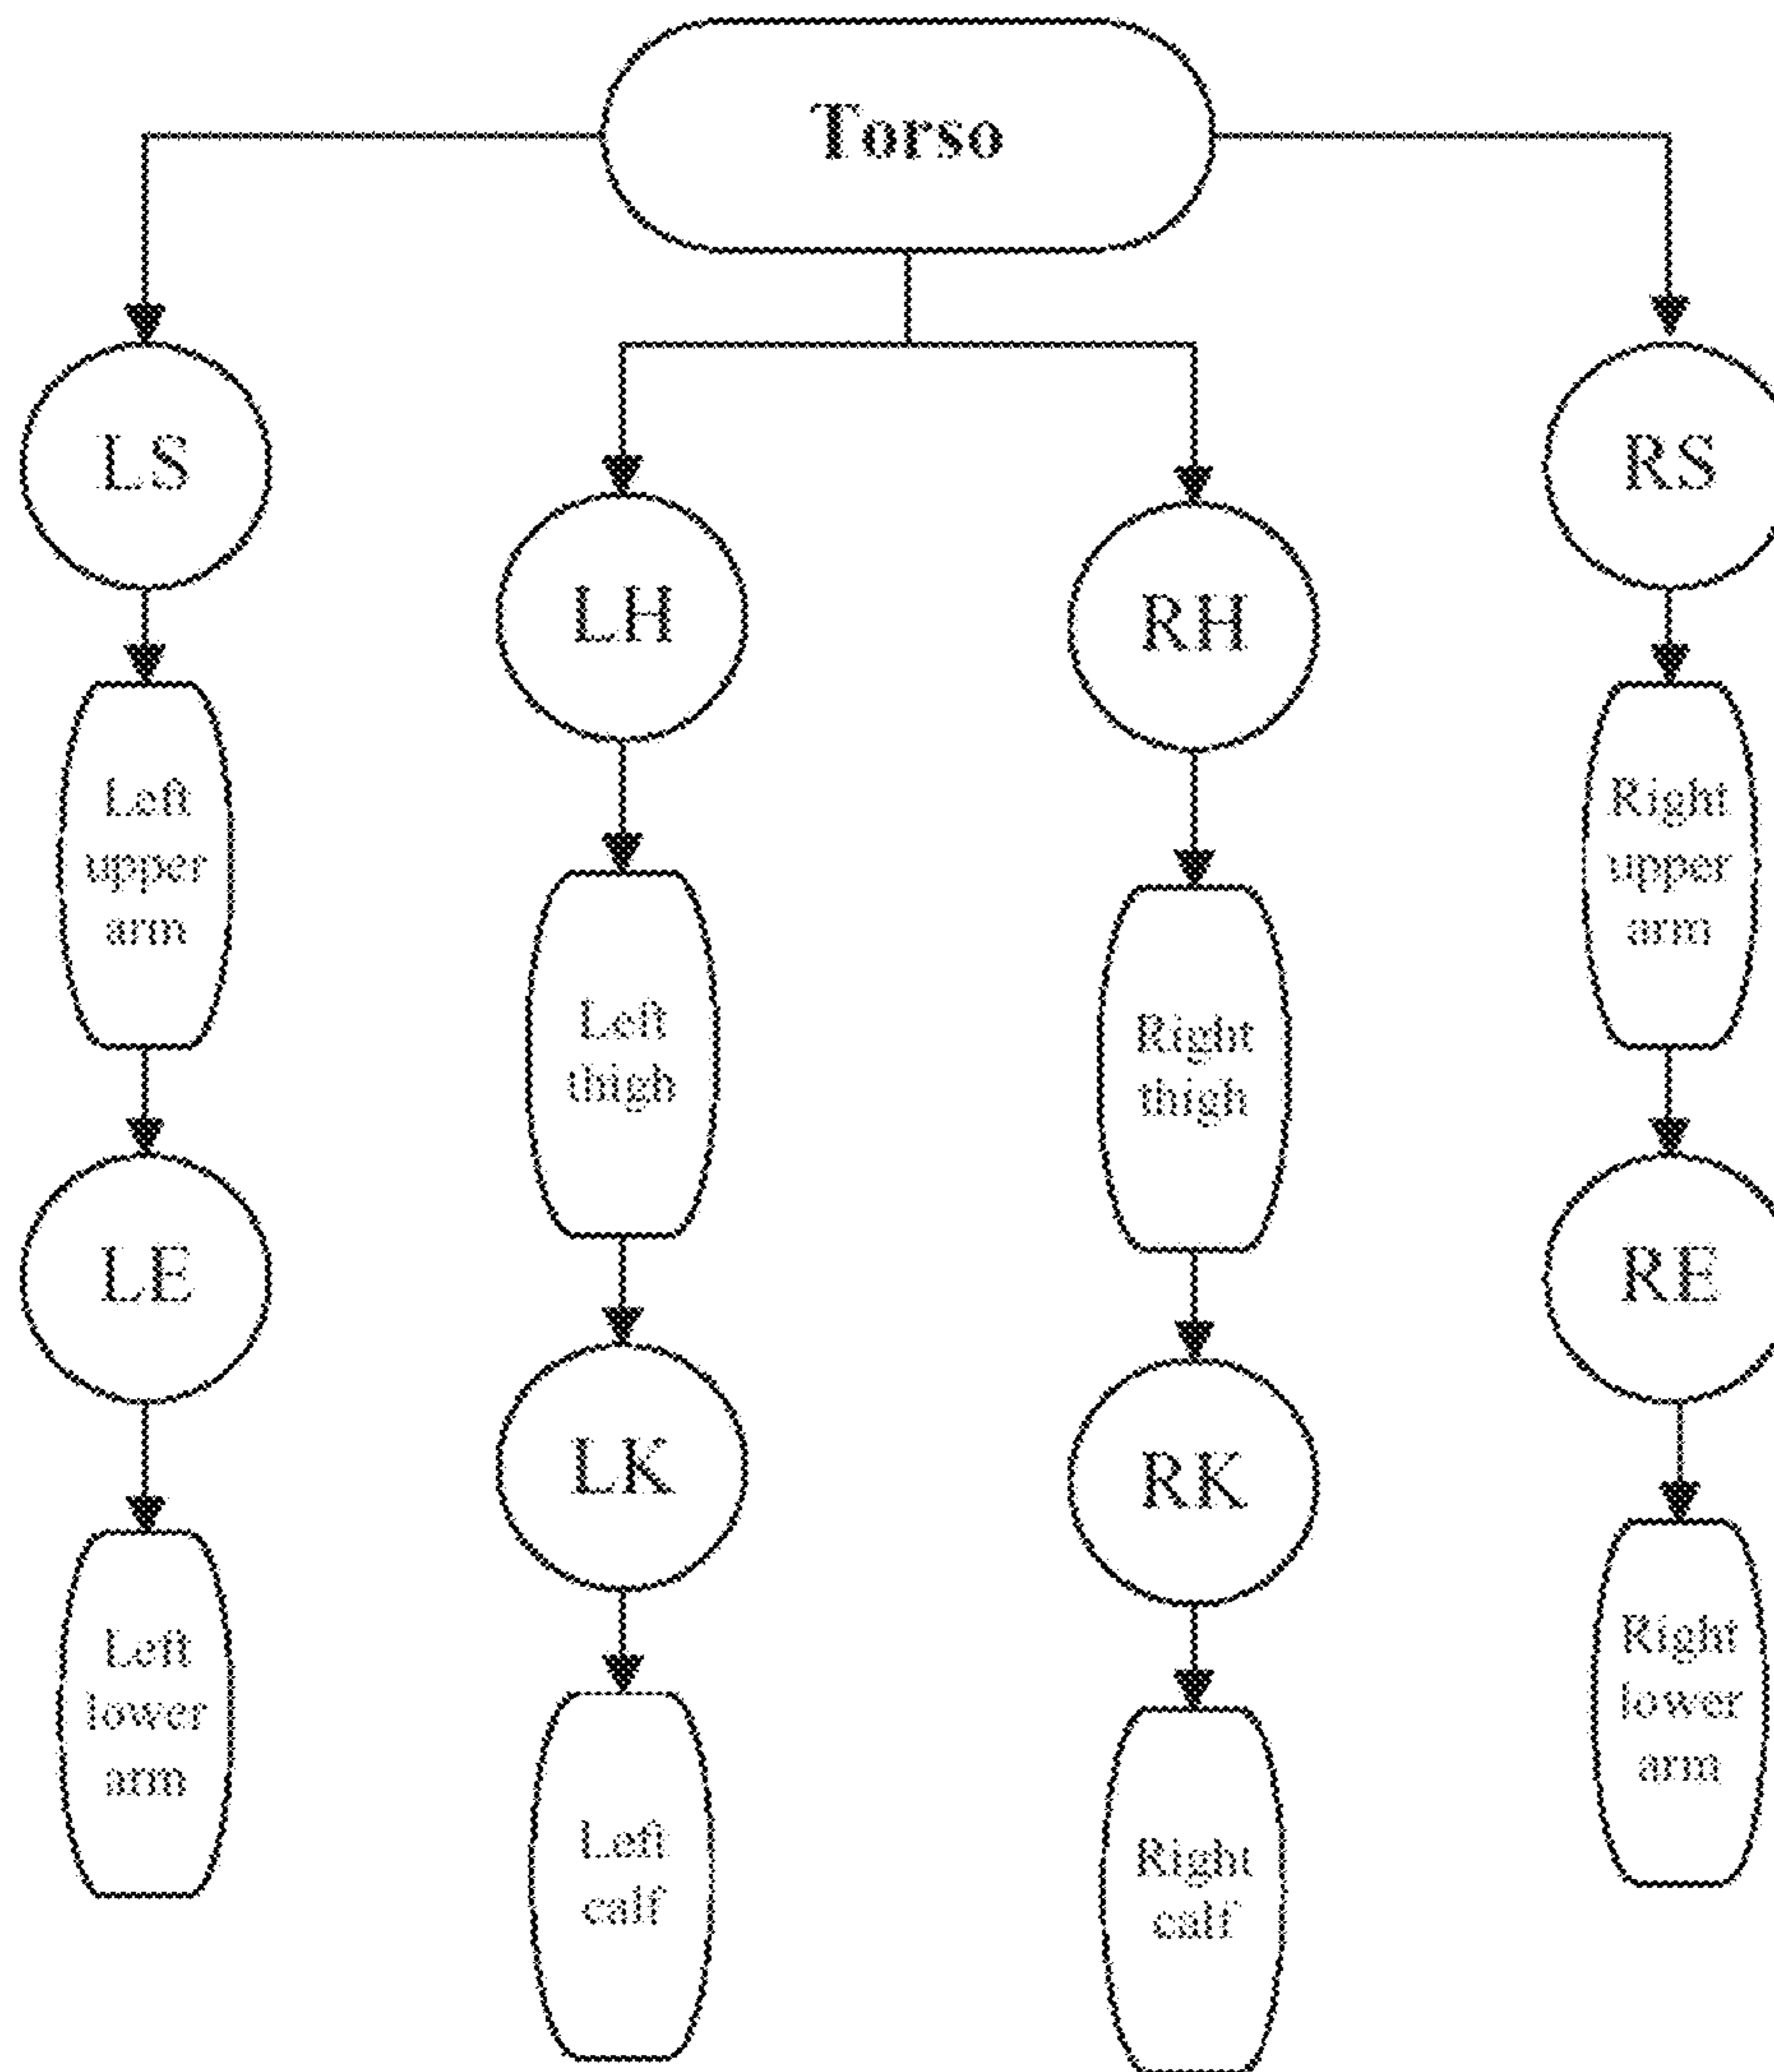 Torso
LS
RS
LH
RH
Left
upper
arm
Right
upper
arm
Left
thigh
Right
thigh
LE
RE
LK
RK
Left
lower
arm
Right
lower
arm
Left
calf
Right
calf